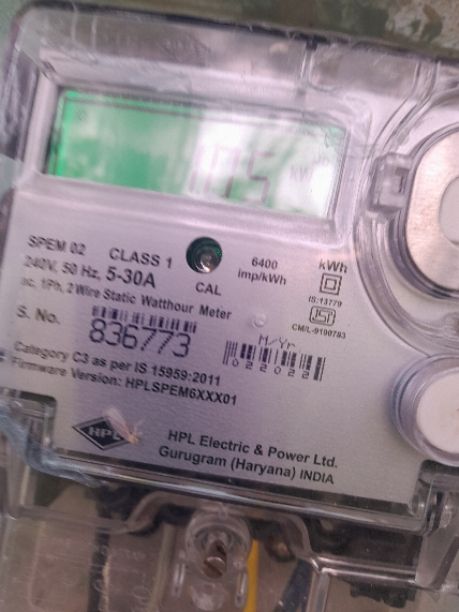 kW
SPEM 02 CLASS 1 6400 kWh
240V, 50 Hz, 5-30A CAL imp/kWh
ac, 1Ph, 2 Wire Static Watthour Meter
IS:13779
S. No. 836773
M/Yr
022022
Category C3 as per IS 15959:2011
Firmware Version: HPLSPEM6XXX01
HPL
HPL Electric & Power Ltd.
Gurugram (Haryana) INDIA